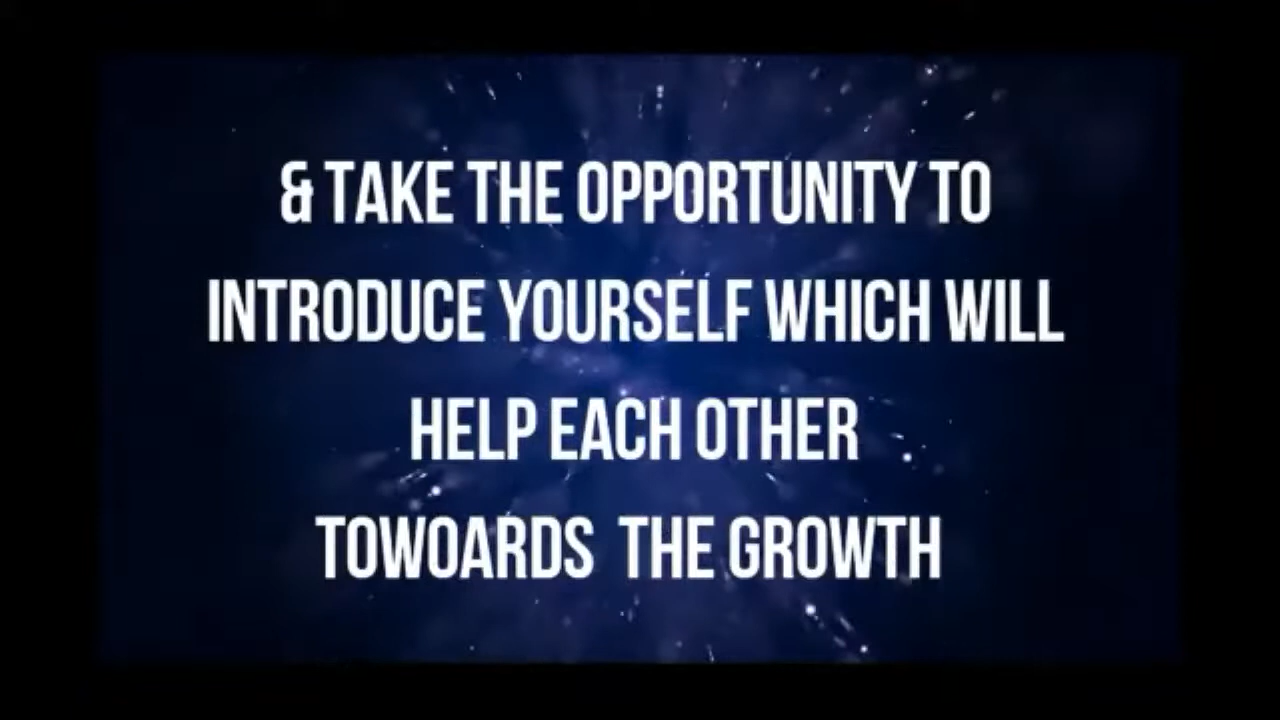 & TAKE THE OPPORTUNITY TO
INTRODUCE YOURSELF WHICH WILL
HELP EACH OTHER
TOWOARDS  THE GROWTH